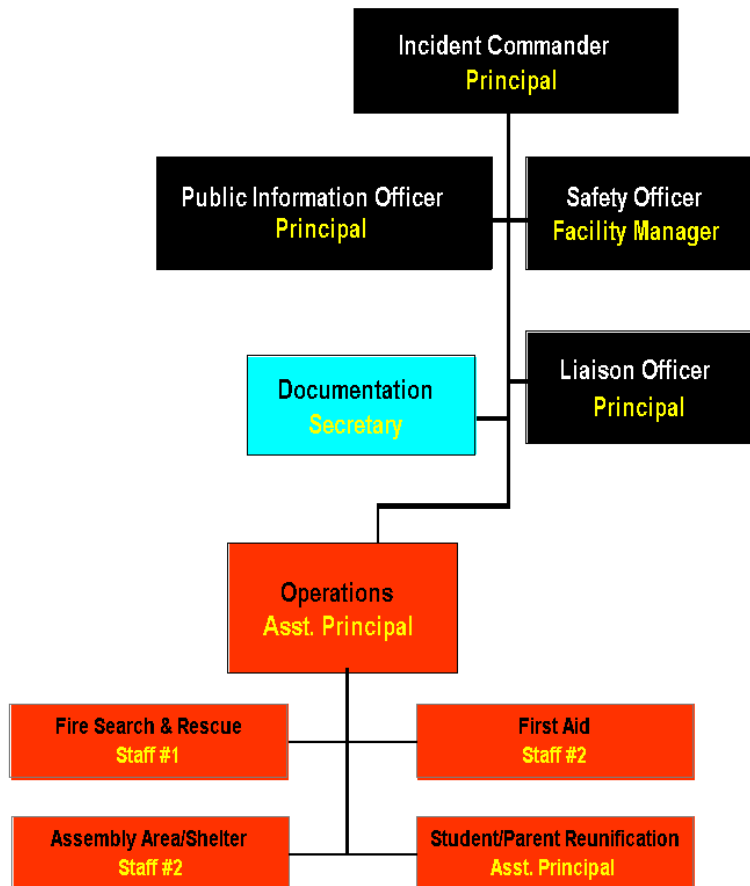 Incident Commander
Principal
Public Information Officer
Principal
Safety Officer
Facility Manager
Liaison Officer
Principal
Documentation
Secretary
Operations
Asst. Principal
Fire Search & Rescue
Staff #1
First Aid
Staff #2
Assembly Area/Shelter
Staff #2
Student/Parent Reunification
Asst. Principal